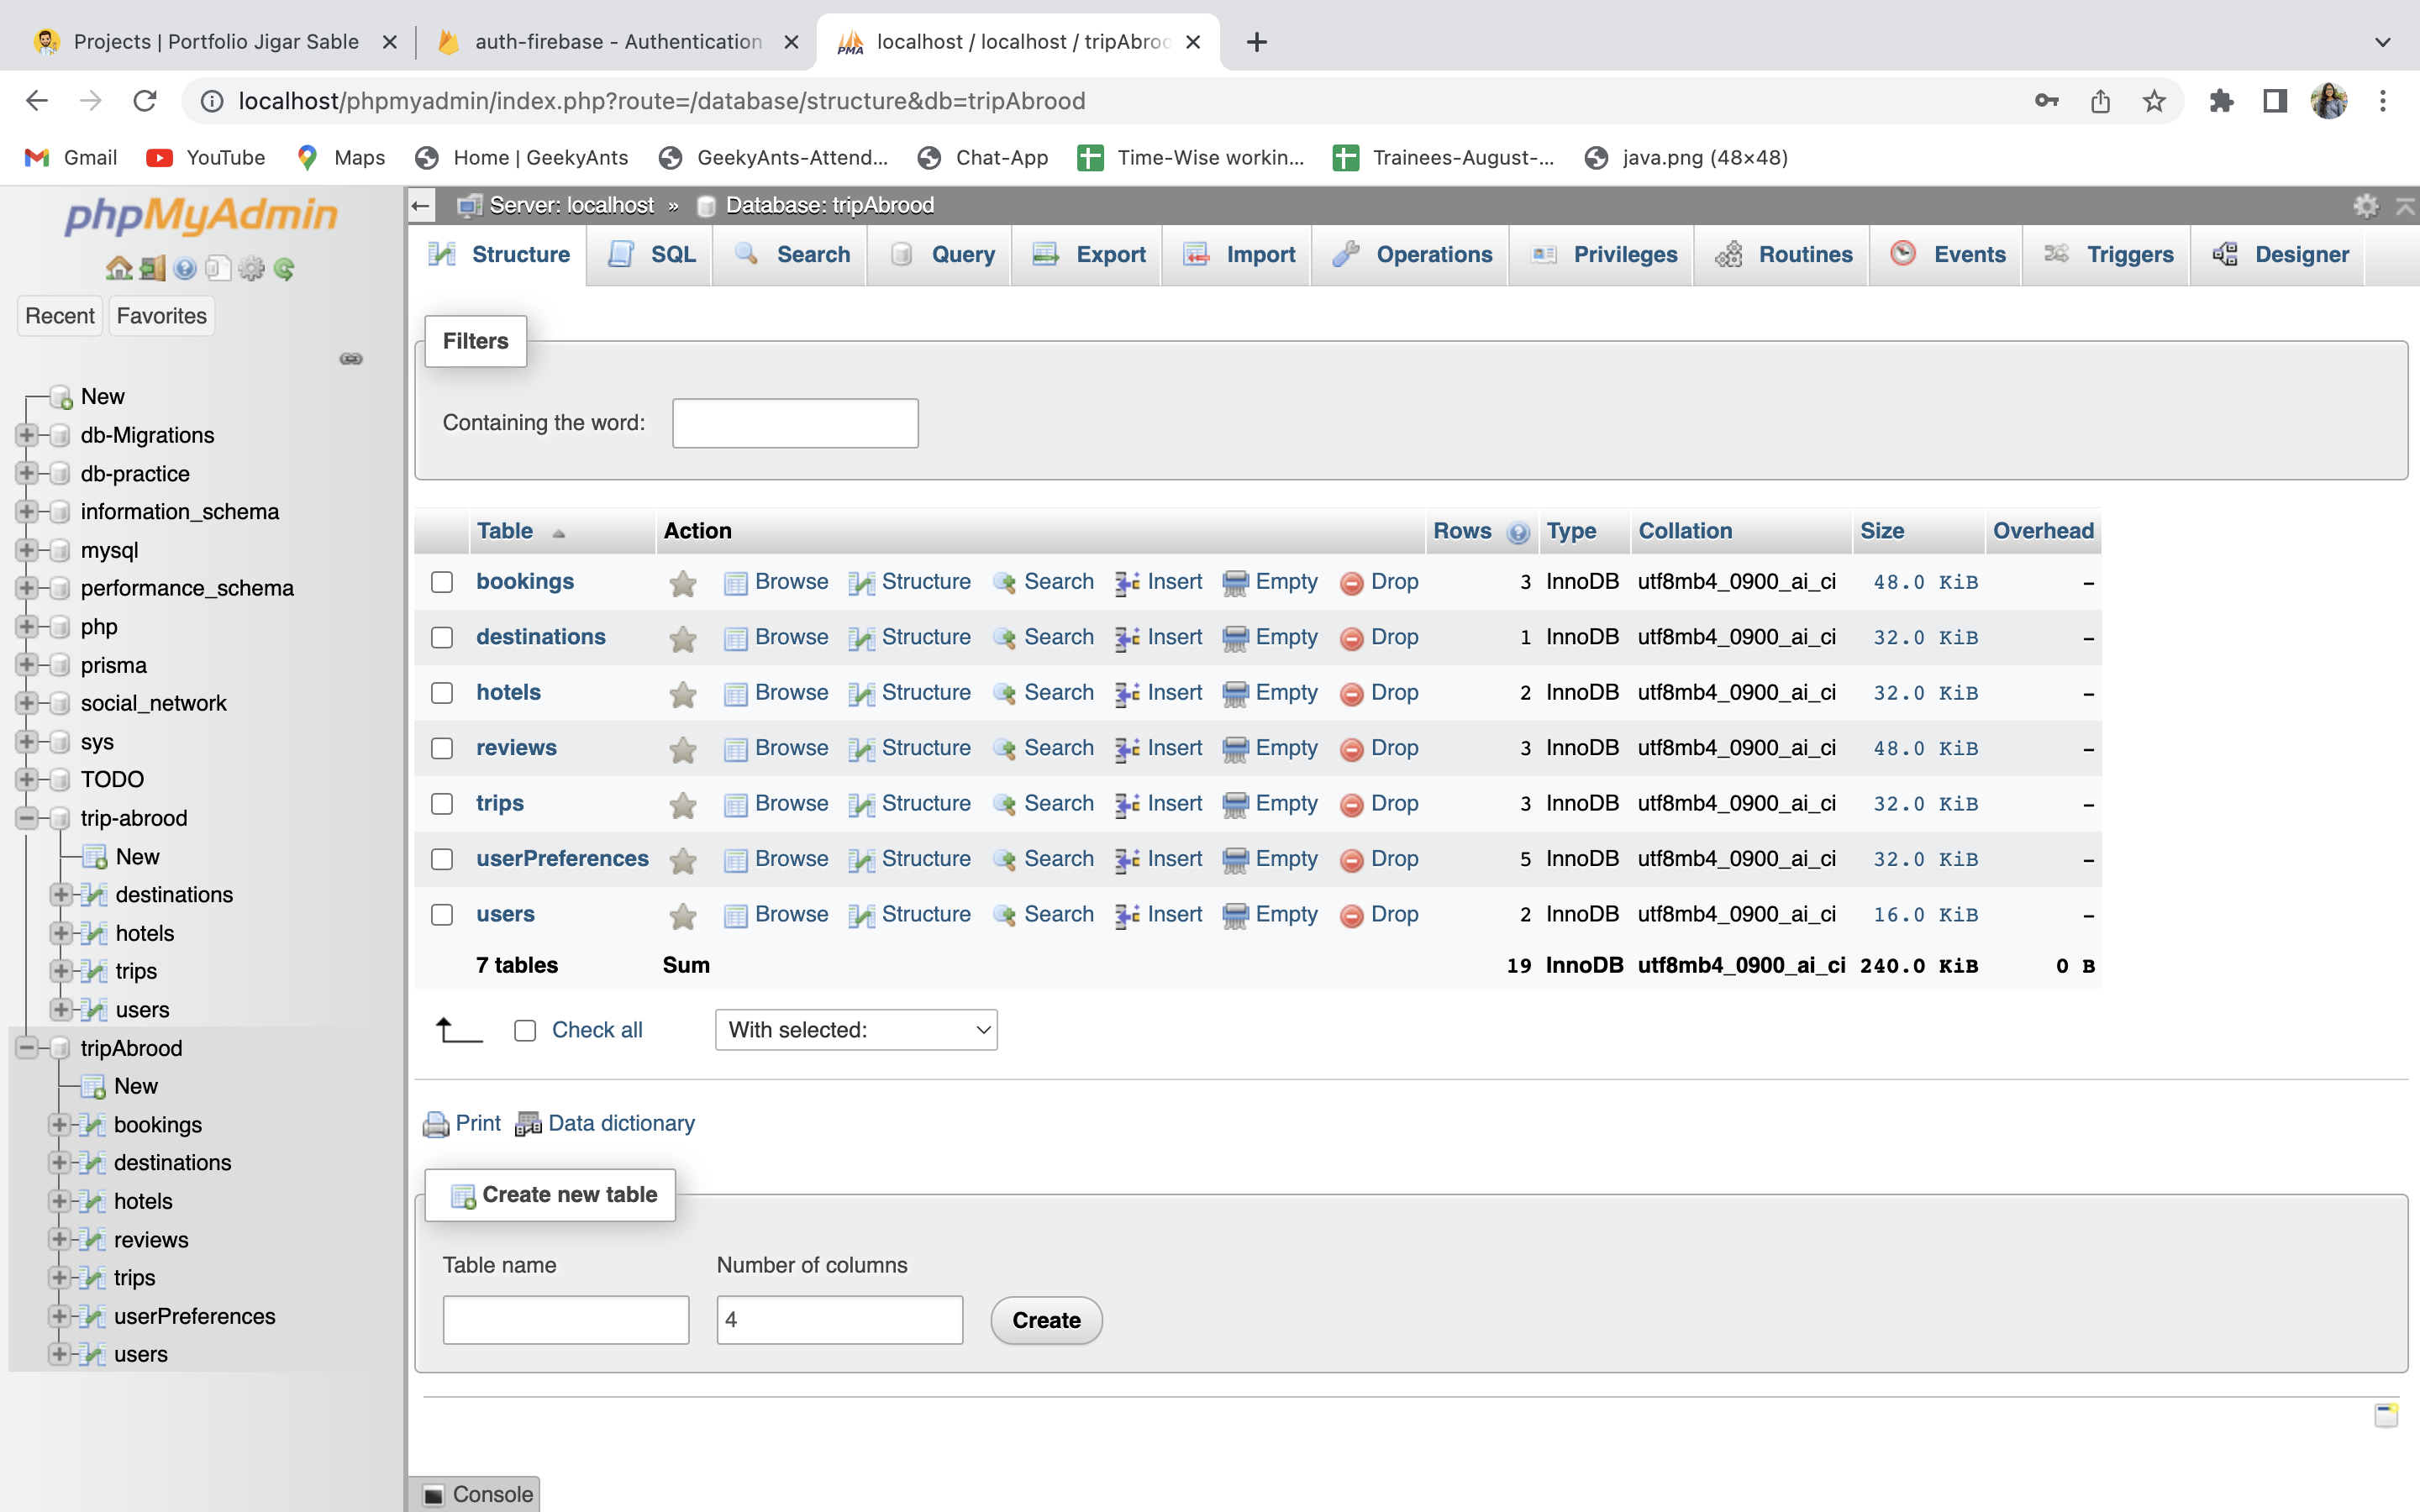 Projects | Portfolio Jigar Sable
auth-firebase - Authentication
PMA
localhost / localhost / tripAbroo
localhost/phpmyadmin/index.php?route=/database/structure&db=tripAbrood
Gmail
YouTube
Maps
Home | GeekyAnts
GeekyAnts-Attend...
Chat-App
Time-Wise workin...
Trainees-August-...
java.png (48×48)
phpMyAdmin
Recent
Favorites
New
db-Migrations
db-practice
information_schema
mysql
performance_schema
php
prisma
social_network
sys
TODO
trip-abrood
New
destinations
hotels
trips
users
tripAbrood
New
bookings
destinations
hotels
reviews
trips
userPreferences
users
Server: localhost » Database: tripAbrood
Structure SQL Search Query Export Import Operations Privileges Routines Events Triggers Designer
Filters
Containing the word:
Table Action Rows Type Collation Size Overhead
bookings Browse Structure Search Insert Empty Drop 3 InnoDB utf8mb4_0900_ai_ci 48.0 KiB –
destinations Browse Structure Search Insert Empty Drop 1 InnoDB utf8mb4_0900_ai_ci 32.0 KiB –
hotels Browse Structure Search Insert Empty Drop 2 InnoDB utf8mb4_0900_ai_ci 32.0 KiB –
reviews Browse Structure Search Insert Empty Drop 3 InnoDB utf8mb4_0900_ai_ci 48.0 KiB –
trips Browse Structure Search Insert Empty Drop 3 InnoDB utf8mb4_0900_ai_ci 32.0 KiB –
userPreferences Browse Structure Search Insert Empty Drop 5 InnoDB utf8mb4_0900_ai_ci 32.0 KiB –
users Browse Structure Search Insert Empty Drop 2 InnoDB utf8mb4_0900_ai_ci 16.0 KiB –
7 tables Sum 19 InnoDB utf8mb4_0900_ai_ci 240.0 KiB 0 B
Check all
With selected:
Print
Data dictionary
Create new table
Table name
Number of columns
4
Create
Console